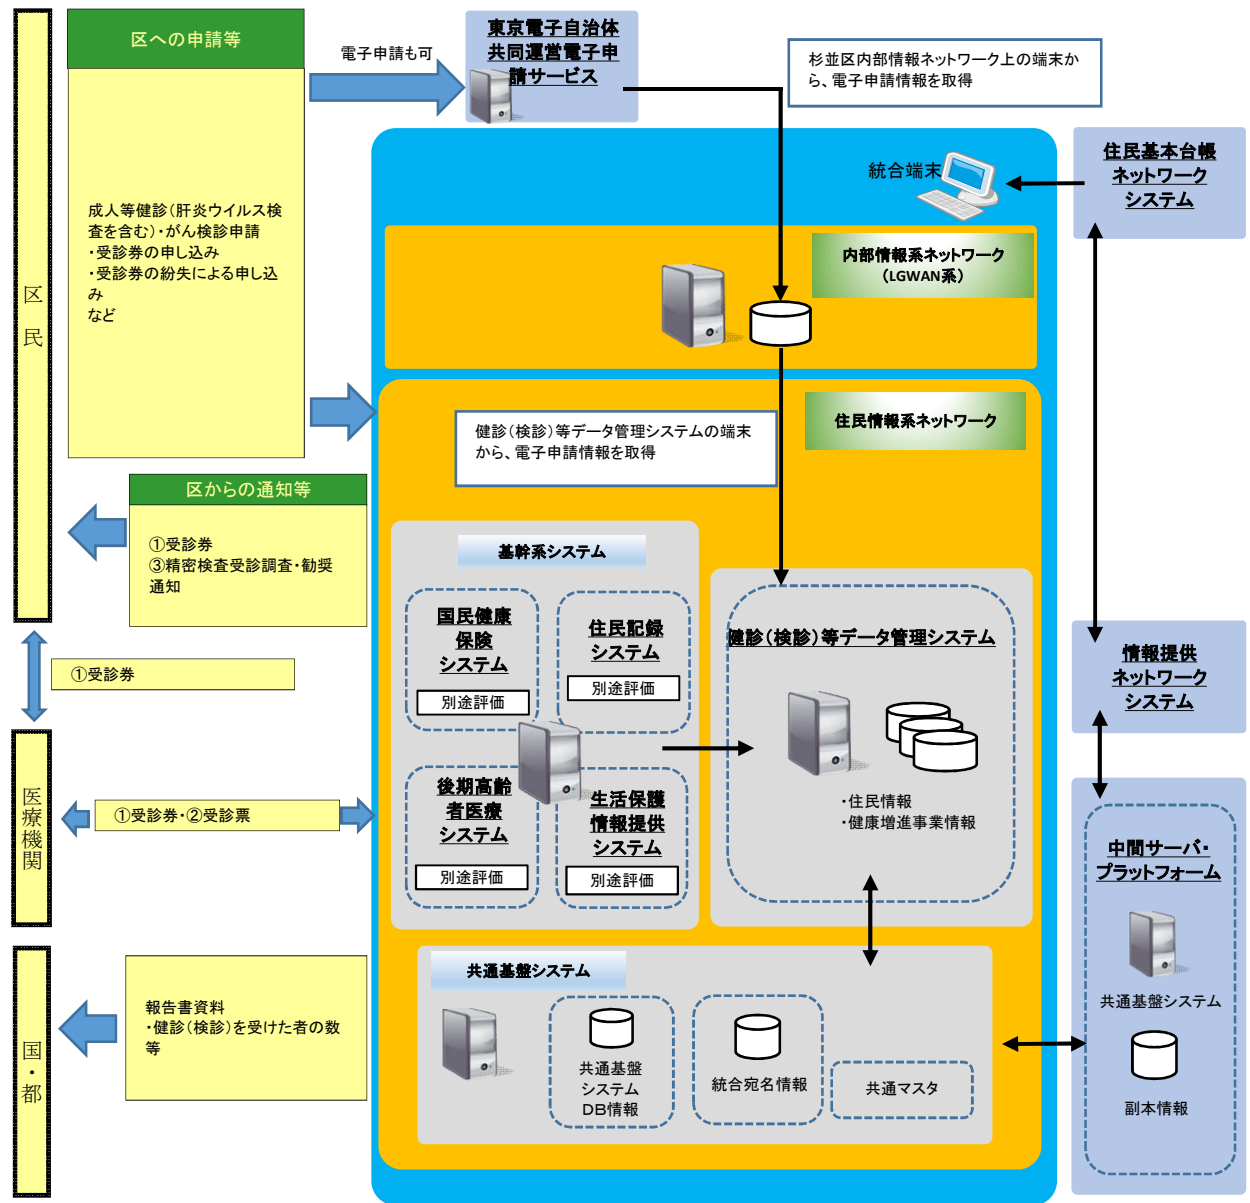 区への申請等
電子申請も可
東京電子自治体
共同運営電子申
請サービス
杉並区内部情報ネットワーク上の端末か
ら、電子申請情報を取得
成人等健診(肝炎ウイルス検
査を含む)・がん検診申請
・受診券の申し込み
・受診券の紛失による申し込
み
など
区民
統合端末
住民基本台帳
ネットワーク
システム
内部情報系ネットワーク
(LGWAN系)
住民情報系ネットワーク
健診(検診)等データ管理システムの端末
から、電子申請情報を取得
区からの通知等
①受診券
③精密検査受診調査・勧奨
通知
基幹系システム
国民健康
保険
システム
別途評価
住民記録
システム
別途評価
後期高齢
者医療
システム
別途評価
生活保護
情報提供
システム
別途評価
健診(検診)等データ管理システム
・住民情報
・健康増進事業情報
情報提供
ネットワーク
システム
①受診券
医療機関
①受診券・②受診票
中間サーバ・
プラットフォーム
共通基盤システム
副本情報
国・都
報告書資料
・健診(検診)を受けた者の数
等
共通基盤システム
共通基盤
システム
DB情報
統合宛名情報
共通マスタ